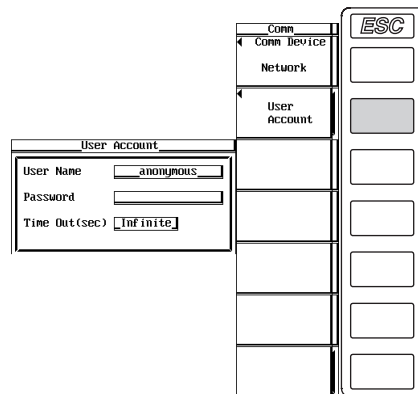 Comm
ESC
Comm Device
Network
User
Account
User Account
User Name
anonymous
Password
Time Out(sec)
Infinite